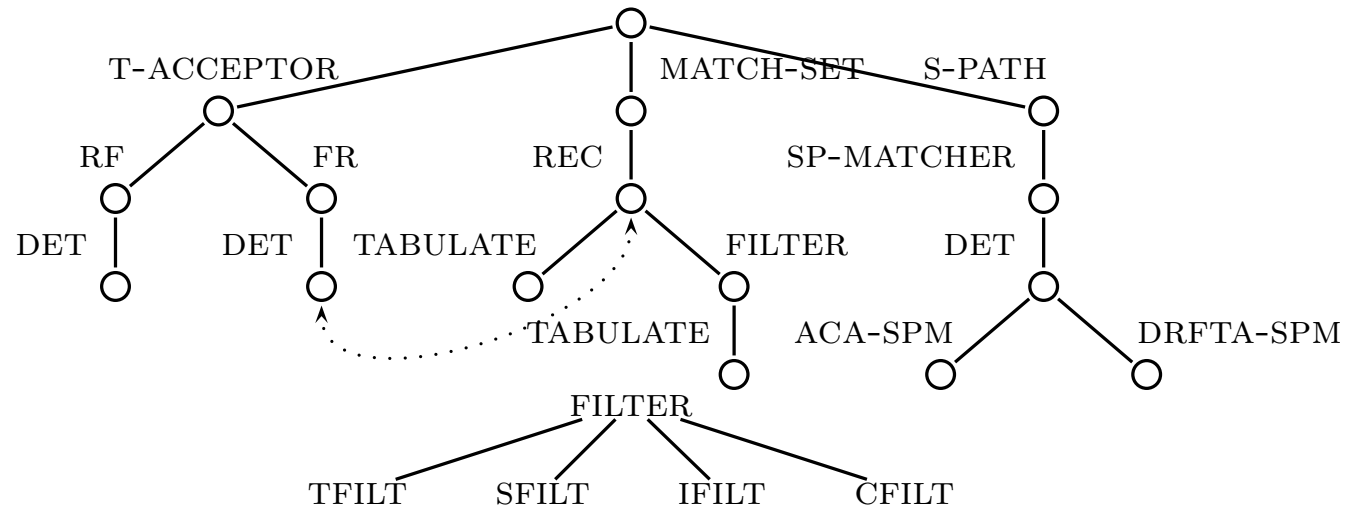 T-ACCEPTOR MATCH-SET S-PATH
RF FR REC SP-MATCHER
DET DET TABULATE FILTER DET
TABULATE ACA-SPM DRFTA-SPM
FILTER
TFILT SFILT IFILT CFILT